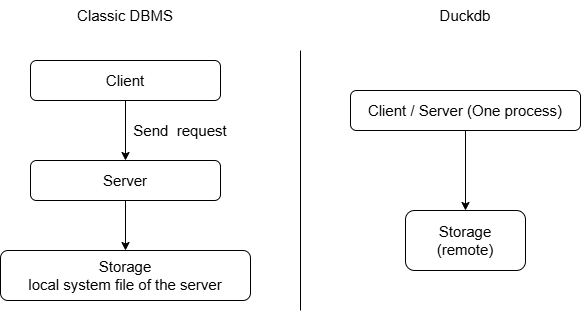 Classic DBMS
Client
Send request
Server
Storage
local system file of the server
Duckdb
Client / Server (One process)
Storage
(remote)